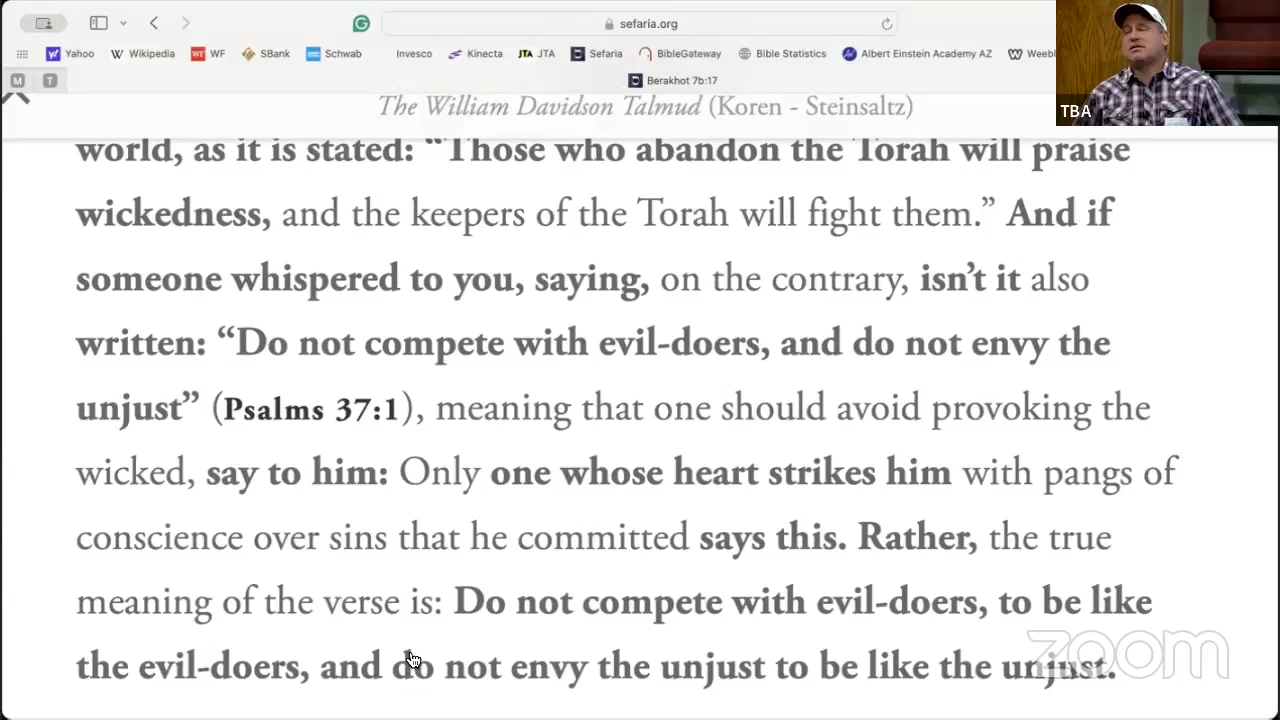 sefaria.org
Yahoo
W Wikipedia
WF WF
SBank
Schwab
Invesco
Kinecta
JTA JTA
Sefaria
BibleGateway
Bible Statistics
Albert Einstein Academy AZ
Weebl
M
T
Berakhot 7b:17
TBA
The William Davidson Talmud (Koren - Steinsaltz)
world, as it is stated: “Those who abandon the Torah will praise
wickedness, and the keepers of the Torah will fight them.” And if
someone whispered to you, saying, on the contrary, isn’t it also
written: “Do not compete with evil-doers, and do not envy the
unjust” (Psalms 37:1), meaning that one should avoid provoking the
wicked, say to him: Only one whose heart strikes him with pangs of
conscience over sins that he committed says this. Rather, the true
meaning of the verse is: Do not compete with evil-doers, to be like
the evil-doers, and do not envy the unjust to be like the unjust.
zoom